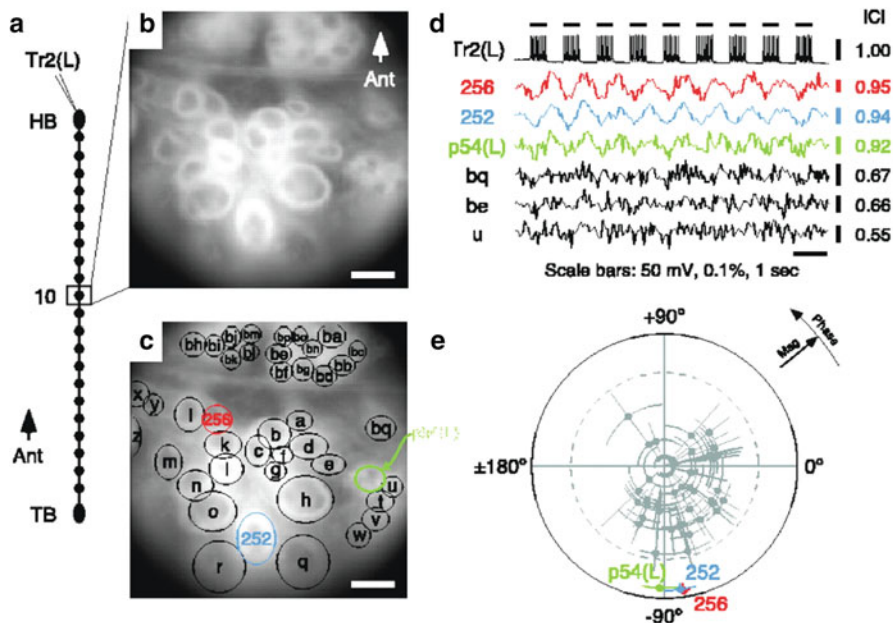 a
Tr2(L)
HB
10
Ant
TB
b
Ant
c
bh bi bj bm bk bl bp bo ba be bn bc bf bg bd bb
x y z l 256 k b a bq
m l c f d e g
n o h u t v w
252
r q
d
ICI
Tr2(L) 1.00
256 0.95
252 0.94
p54(L) 0.92
bq 0.67
be 0.66
u 0.55
Scale bars: 50 mV, 0.1%, 1 sec
e
+90°
Phase
Mag
±180°
0°
p54(L)
252
256
-90°